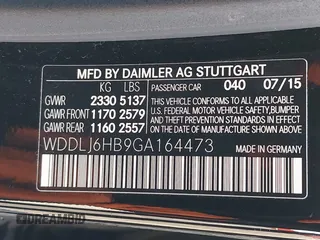 MFD BY DAIMLER AG STUTTGART
KG LBS
PASSENGER CAR 040 07/15
GVWR 2330 5137
GAWR FRONT 1170 2579
GAWR REAR 1160 2557
THIS VEHICLE CONFORMS TO ALL APPLICABLE
U.S. FEDERAL MOTOR VEHICLE SAFETY, BUMPER
AND THEFT PREVENTION STANDARDS IN EFFECT
ON THE DATE OF MANUFACTURE SHOWN ABOVE
WDDLJ6HB9GA164473
MADE IN GERMANY
DREAMERD